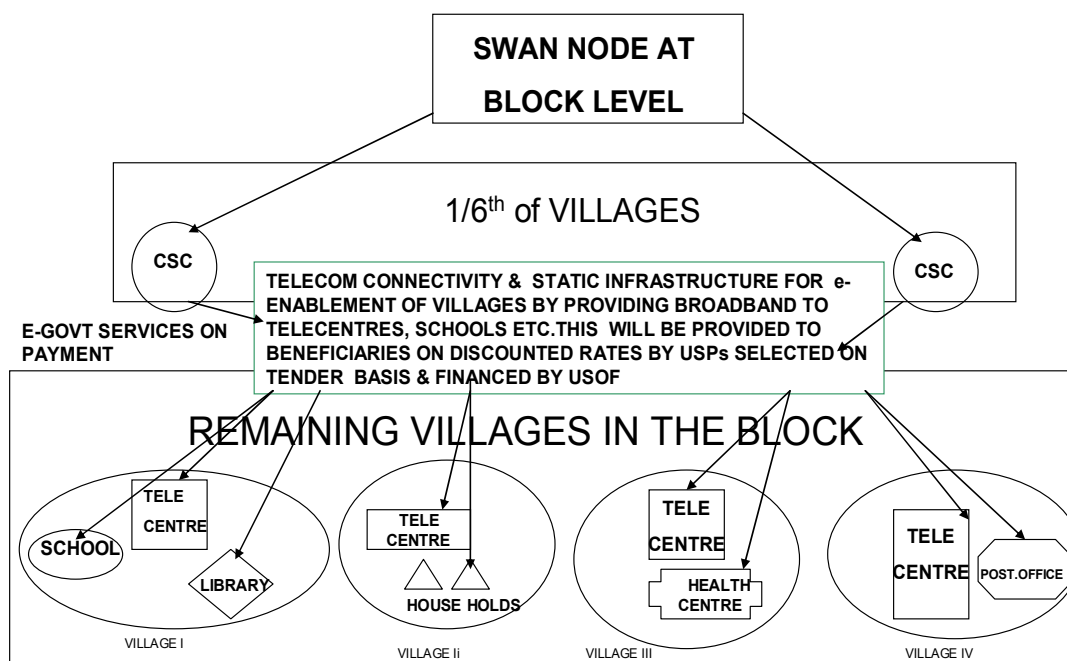 SWAN NODE AT
BLOCK LEVEL
1/6th of VILLAGES
CSC
CSC
TELECOM CONNECTIVITY & STATIC INFRASTRUCTURE FOR e-
ENABLEMENT OF VILLAGES BY PROVIDING BROADBAND TO
TELECENTRES, SCHOOLS ETC.THIS WILL BE PROVIDED TO
BENEFICIARIES ON DISCOUNTED RATES BY USPs SELECTED ON
TENDER BASIS & FINANCED BY USOF
E-GOVT SERVICES ON
PAYMENT
REMAINING VILLAGES IN THE BLOCK
TELE
CENTRE
SCHOOL
LIBRARY
VILLAGE I
TELE
CENTRE
HOUSE HOLDS
VILLAGE Ii
TELE
CENTRE
HEALTH
CENTRE
VILLAGE III
TELE
CENTRE
POST.OFFICE
VILLAGE IV